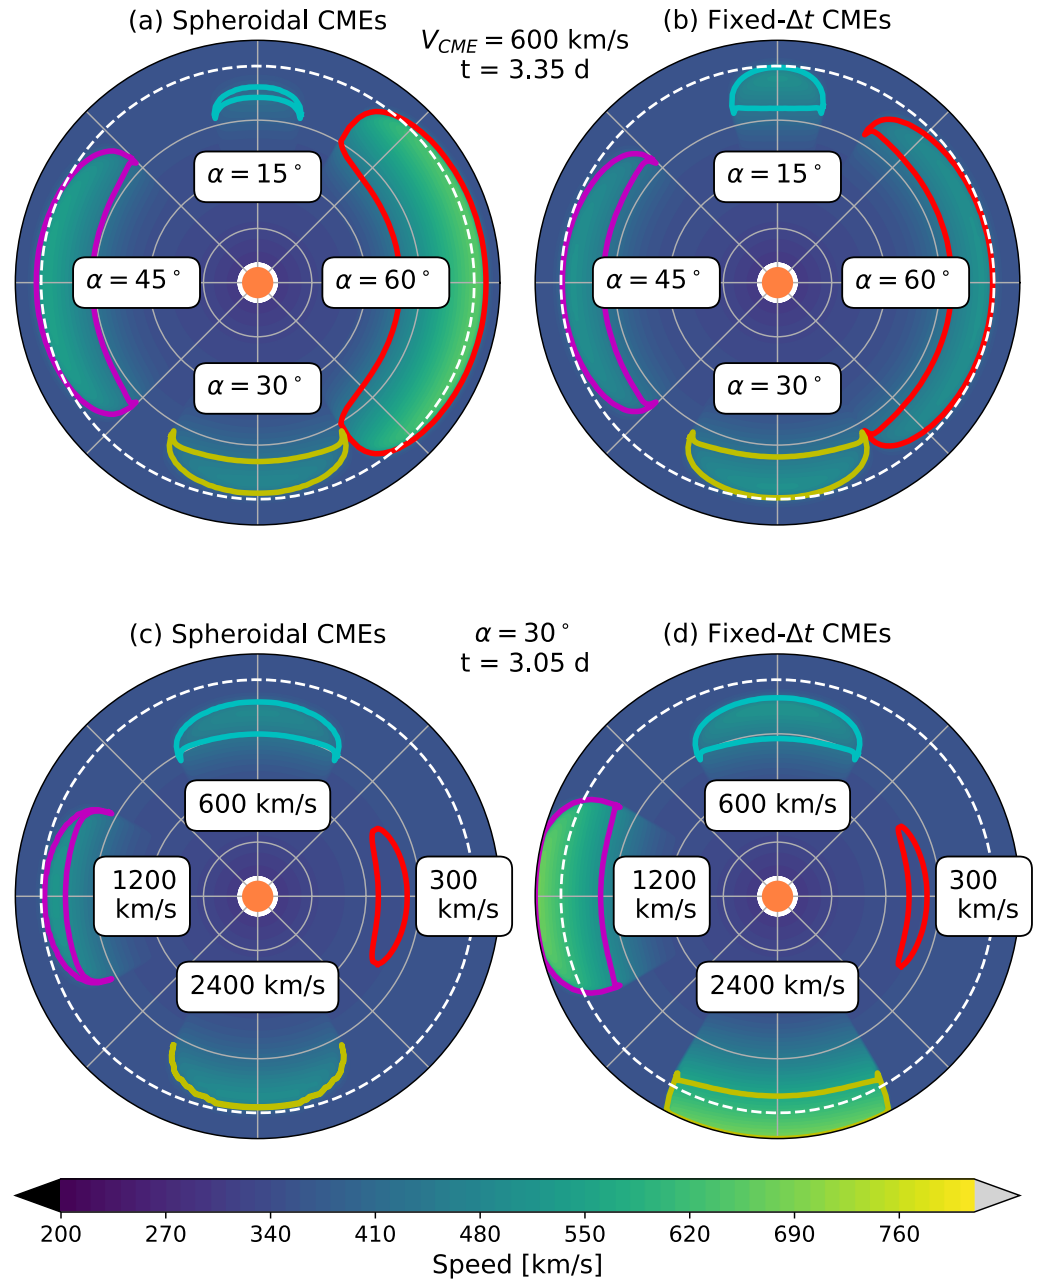 (a) Spheroidal CMEs
V_CME = 600 km/s
t = 3.35 d
(b) Fixed-Δt CMEs
α = 15°
α = 45°
α = 60°
α = 30°
α = 15°
α = 45°
α = 60°
α = 30°
(c) Spheroidal CMEs
α = 30°
t = 3.05 d
(d) Fixed-Δt CMEs
600 km/s
1200
km/s
300
km/s
2400 km/s
600 km/s
1200
km/s
300
km/s
2400 km/s
200 270 340 410 480 550 620 690 760
Speed [km/s]